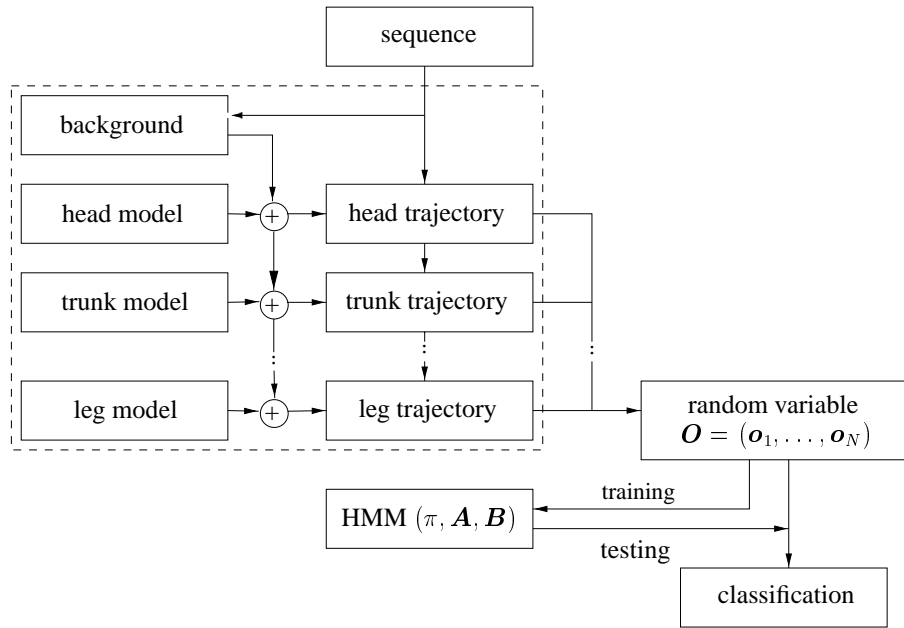 sequence
background
head model
+
head trajectory
trunk model
+
trunk trajectory
...
...
...
leg model
+
leg trajectory
random variable
O = (o₁, . . . , o_N)
training
HMM (π, A, B)
testing
classification